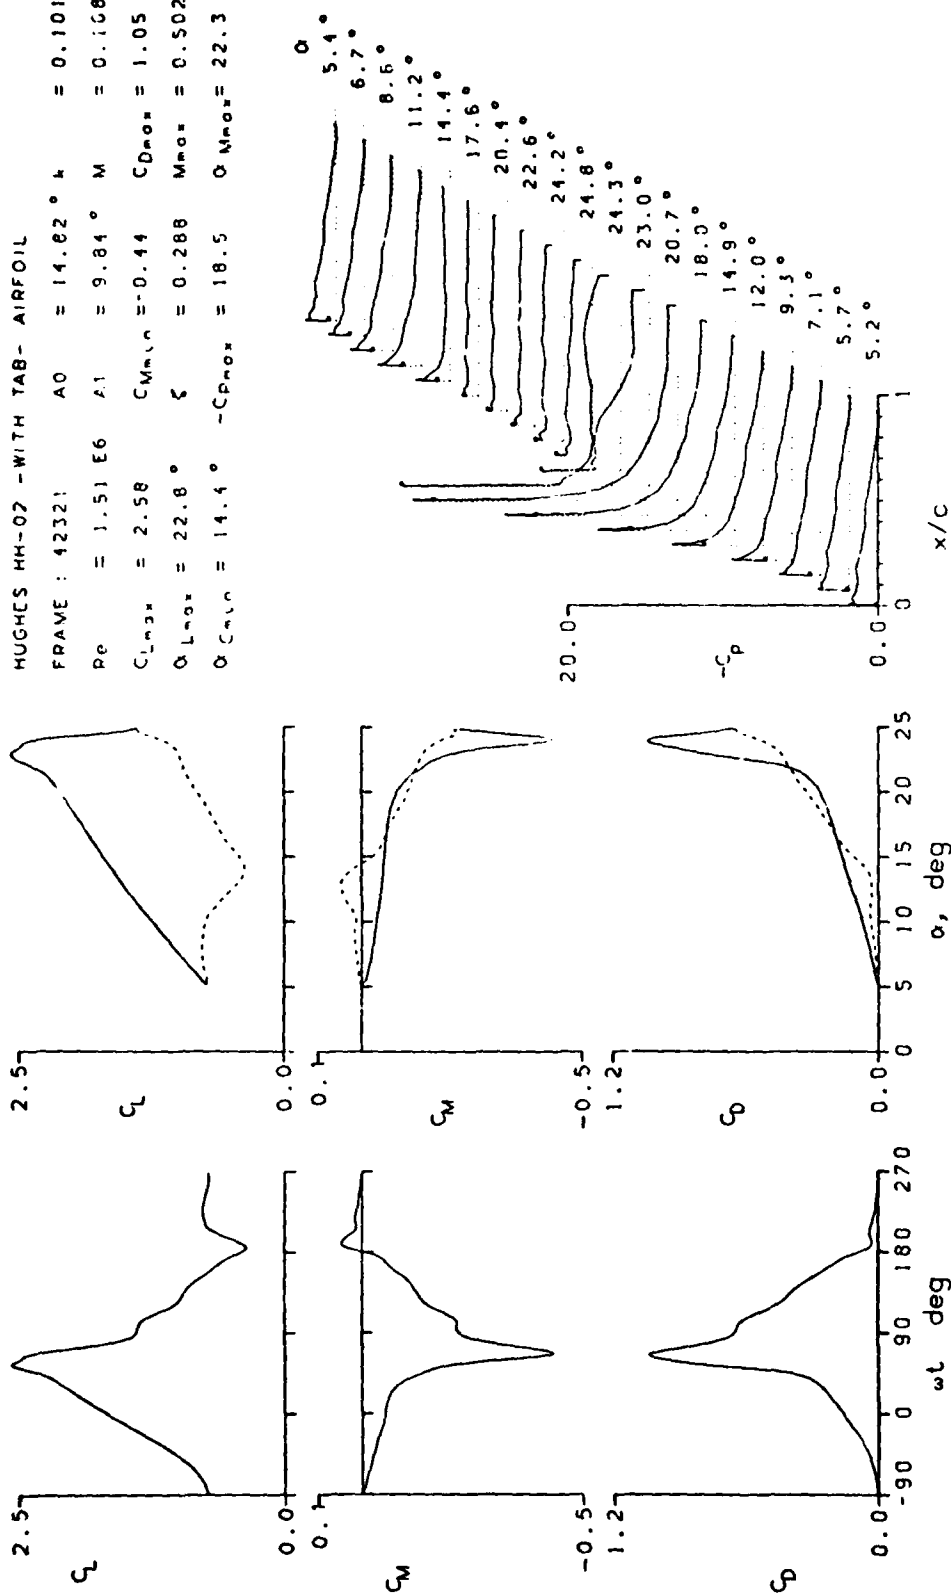 HUGHES HH-02 -WITH TAB- AIRFOIL
FRAME : 42321 A0 = 14.82° k = 0.101
Re = 1.51 E6 A1 = 9.84° M = 0.108
CLmax = 2.58 CMmin = -0.44 CDmax = 1.05
αLmax = 22.8° ζ = 0.288 Mmax = 0.502
αCmin = 14.4° -CPmax = 18.5 αMmax = 22.3
α
5.4°
6.7°
8.6°
11.2°
14.4°
17.6°
20.4°
22.6°
24.2°
24.8°
24.3°
23.0°
20.7°
18.0°
14.9°
12.0°
9.3°
7.1°
5.7°
5.2°
20.0
-Cp
0.0
0 1
x/c
2.5
CL
0.0
0.1
CM
-0.5
1.2
CD
0.0
0 5 10 15 20 25
α, deg
2.5
CL
0.0
0.1
CM
-0.5
1.2
CD
0.0
-90 0 90 180 270
ωt deg